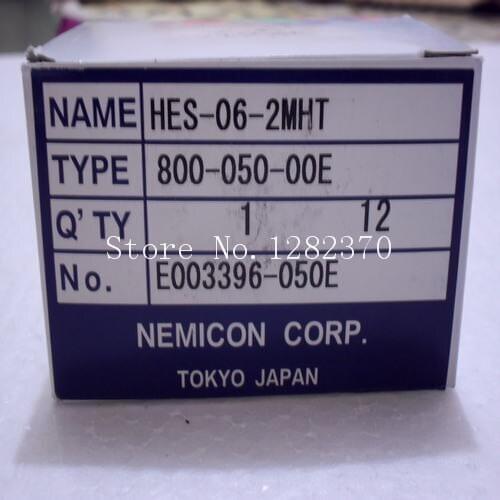 NAME HES-06-2MHT
TYPE 800-050-00E
Q'TY 1 12
Store No.:1282370
No. E003396-050E
NEMICON CORP.
TOKYO JAPAN